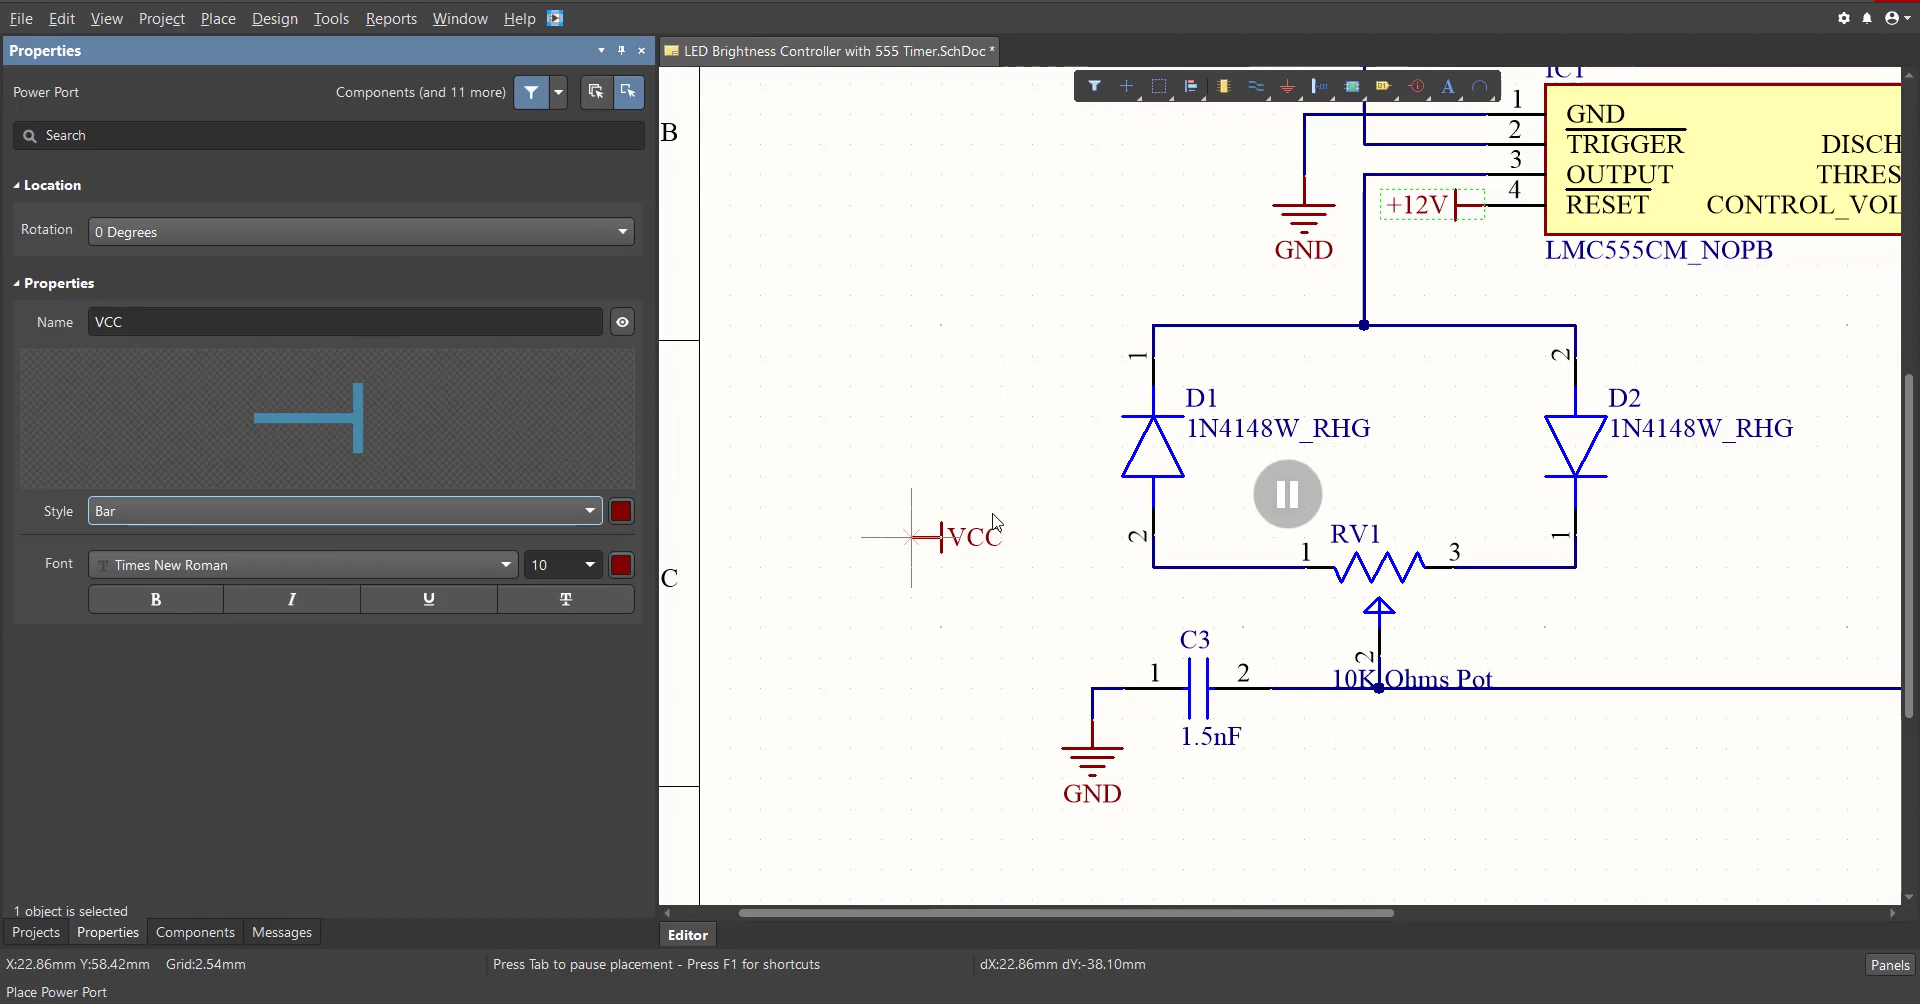 File Edit View Project Place Design Tools Reports Window Help
Properties
LED Brightness Controller with 555 Timer.SchDoc *
Power Port
Components (and 11 more)
Search
Location
Rotation
0 Degrees
Properties
Name
VCC
Style
Bar
Font
Times New Roman
10
B
I
U
T
1 object is selected
Projects Properties Components Messages
B
C
IC1
1
GND
2
TRIGGER
DISCH
3
OUTPUT
THRES
4
RESET
CONTROL_VOL
+12V
LMC555CM_NOPB
GND
1
D1
1N4148W_RHG
2
2
D2
1N4148W_RHG
1
VCC
RV1
1
3
2
10K Ohms Pot
C3
1
2
1.5nF
GND
Editor
X:22.86mm Y:58.42mm Grid:2.54mm
Press Tab to pause placement - Press F1 for shortcuts
dX:22.86mm dY:-38.10mm
Panels
Place Power Port